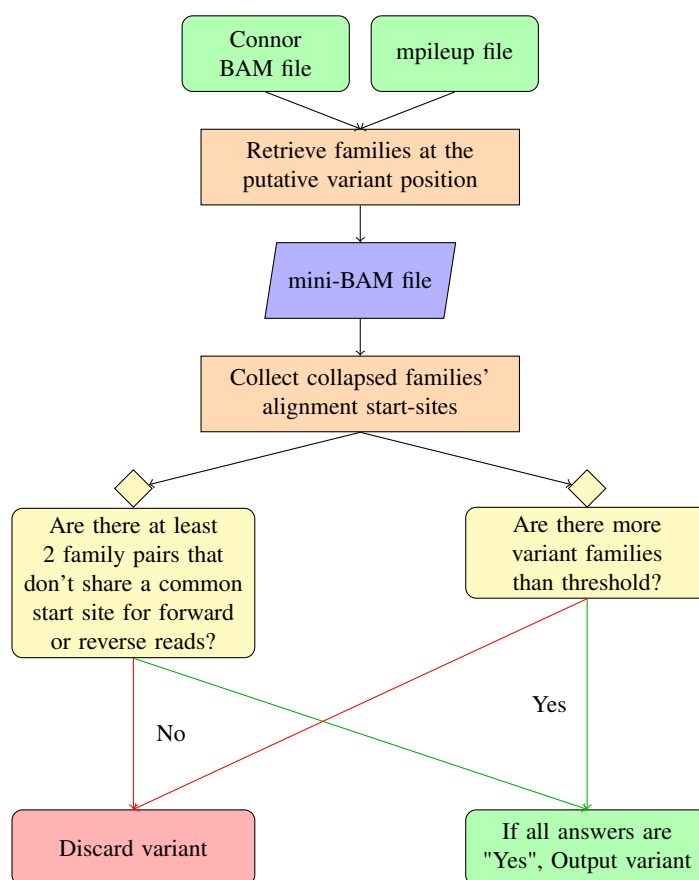 Connor
BAM file
mpileup file
Retrieve families at the
putative variant position
mini-BAM file
Collect collapsed families’
alignment start-sites
Are there at least
2 family pairs that
don’t share a common
start site for forward
or reverse reads?
Are there more
variant families
than threshold?
No
Yes
Discard variant
If all answers are
"Yes", Output variant